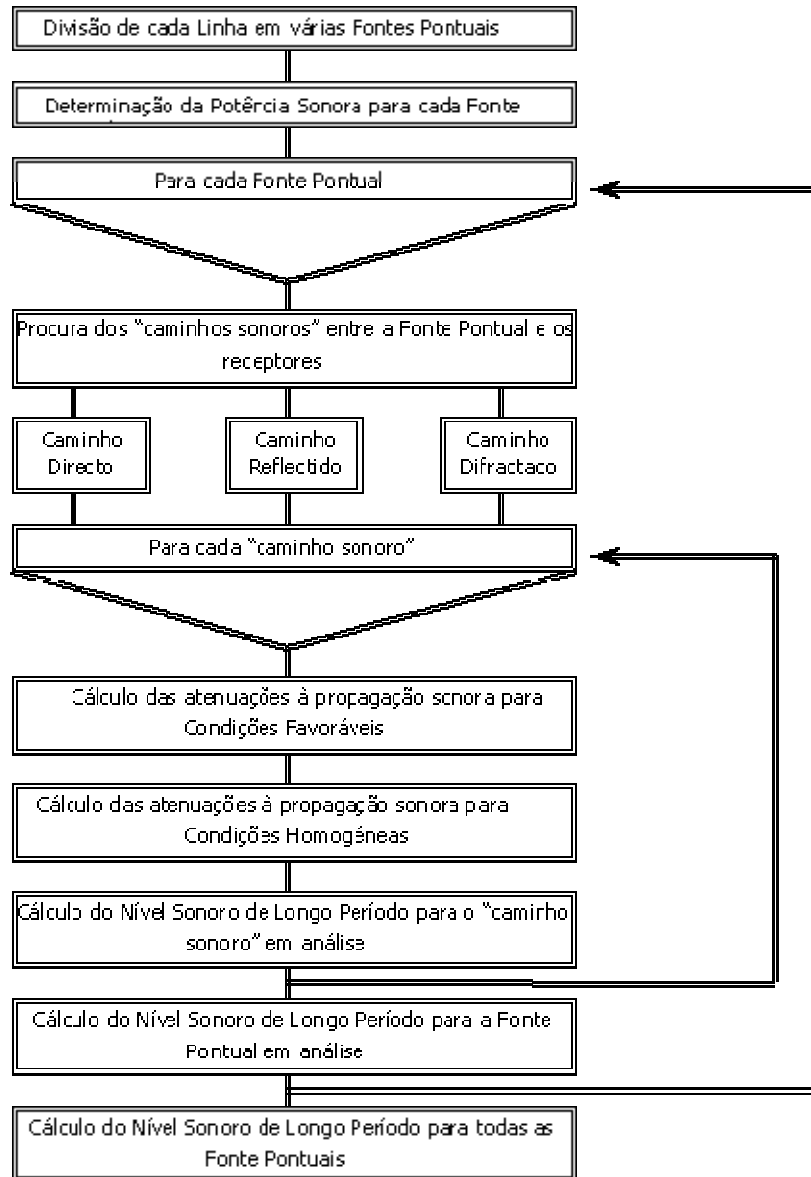 Divisão de cada Linha em várias Fontes Pontuais
Determinação da Potência Sonora para cada Fonte
Para cada Fonte Pontual
Procura dos “caminhos sonoros” entre a Fonte Pontual e os
receptores
Caminho
Directo
Caminho
Reflectido
Caminho
Difractaco
Para cada “caminho sonoro”
Cálculo das atenuações à propagação sonora para
Condições Favoráveis
Cálculo das atenuações à propagação sonora para
Condições Homogéneas
Cálculo do Nível Sonoro de Longo Período para o “caminho
sonoro” em análise
Cálculo do Nível Sonoro de Longo Período para a Fonte
Pontual em análise
Cálculo do Nível Sonoro de Longo Período para todas as
Fonte Pontuais